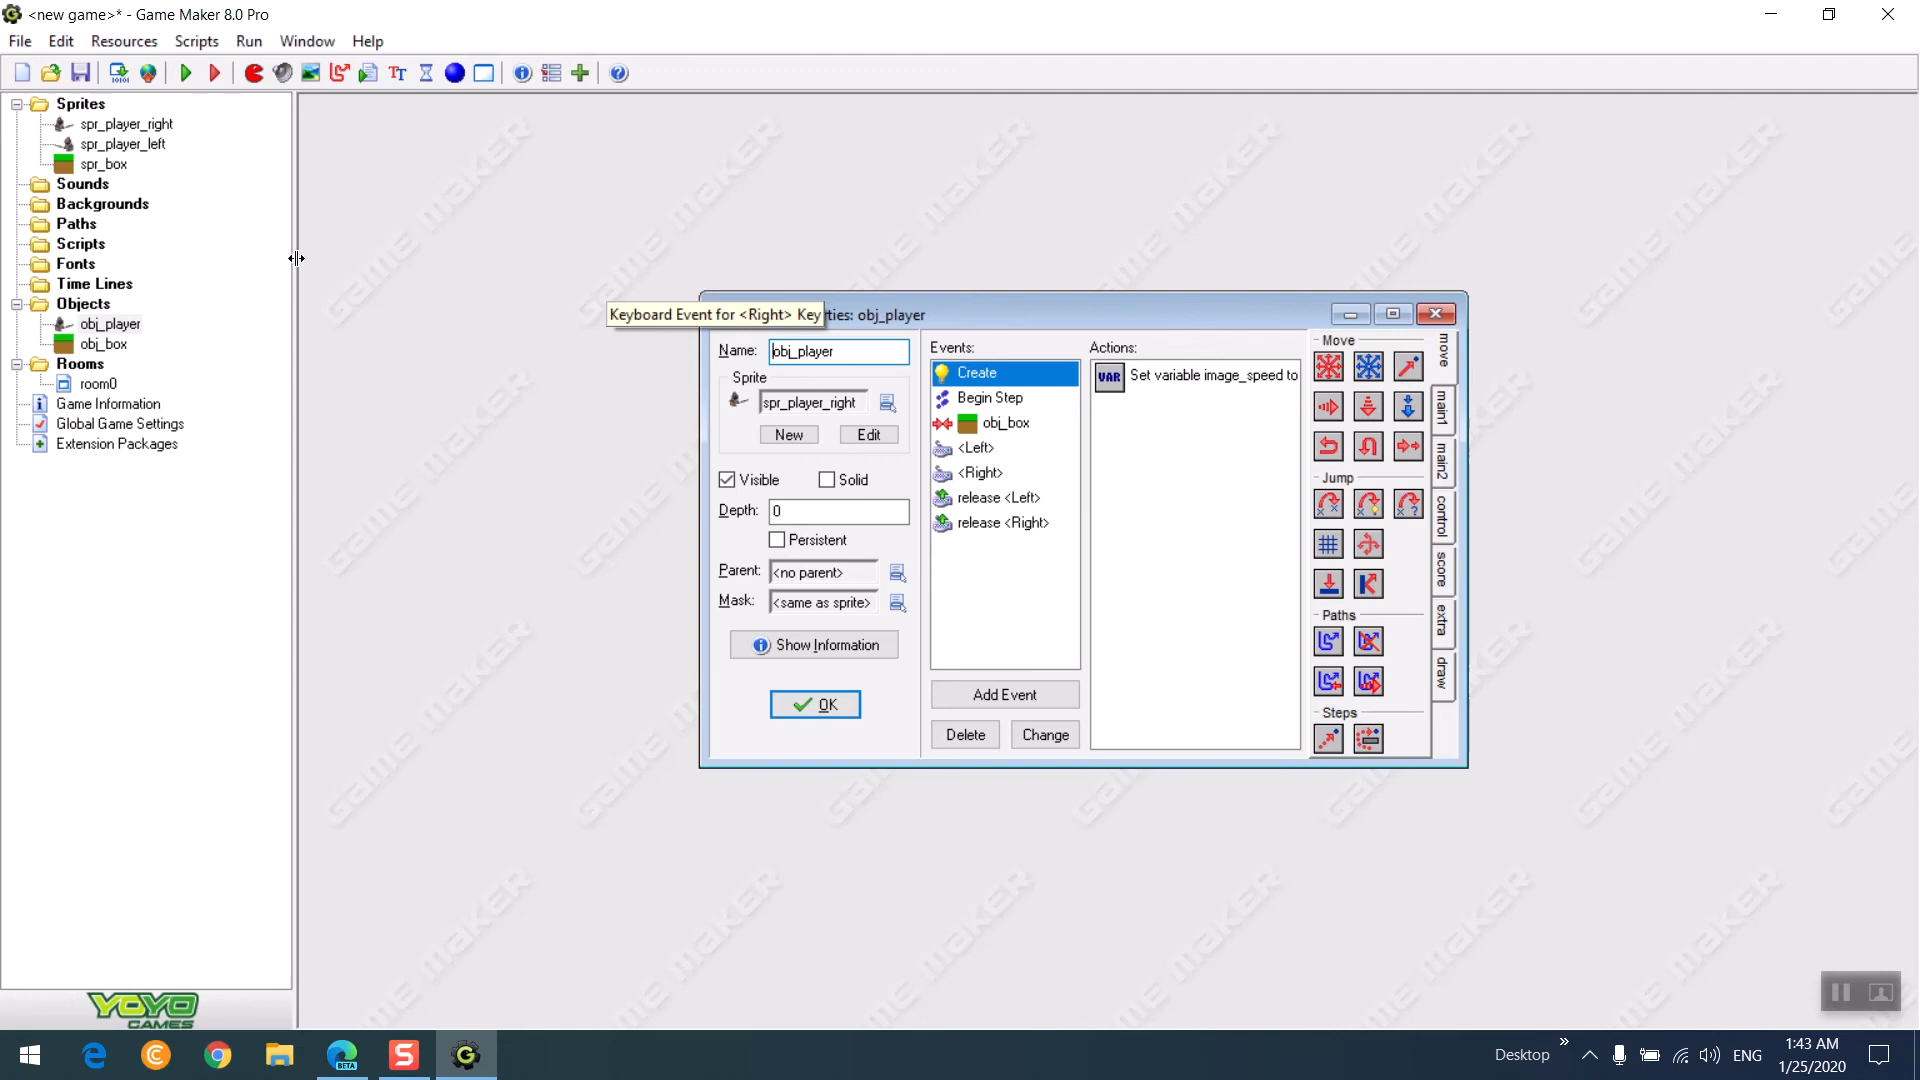 <new game>* - Game Maker 8.0 Pro
File Edit Resources Scripts Run Window Help
Sprites
spr_player_right
spr_player_left
spr_box
Sounds
Backgrounds
Paths
Scripts
Fonts
Time Lines
Objects
obj_player
obj_box
Rooms
room0
Game Information
Global Game Settings
Extension Packages
YOYO
GAMES
Keyboard Event for <Right> Key
ties: obj_player
Name: obj_player
Sprite
spr_player_right
New Edit
Visible Solid
Depth: 0
Persistent
Parent: <no parent>
Mask: <same as sprite>
Show Information
OK
Events:
Create
Begin Step
obj_box
<Left>
<Right>
release <Left>
release <Right>
Add Event
Delete Change
Actions:
VAR Set variable image_speed to
Move
Jump
Paths
Steps
move
main1
main2
control
score
extra
draw
GAME MAKER
BETA
Desktop
ENG
1:43 AM
1/25/2020